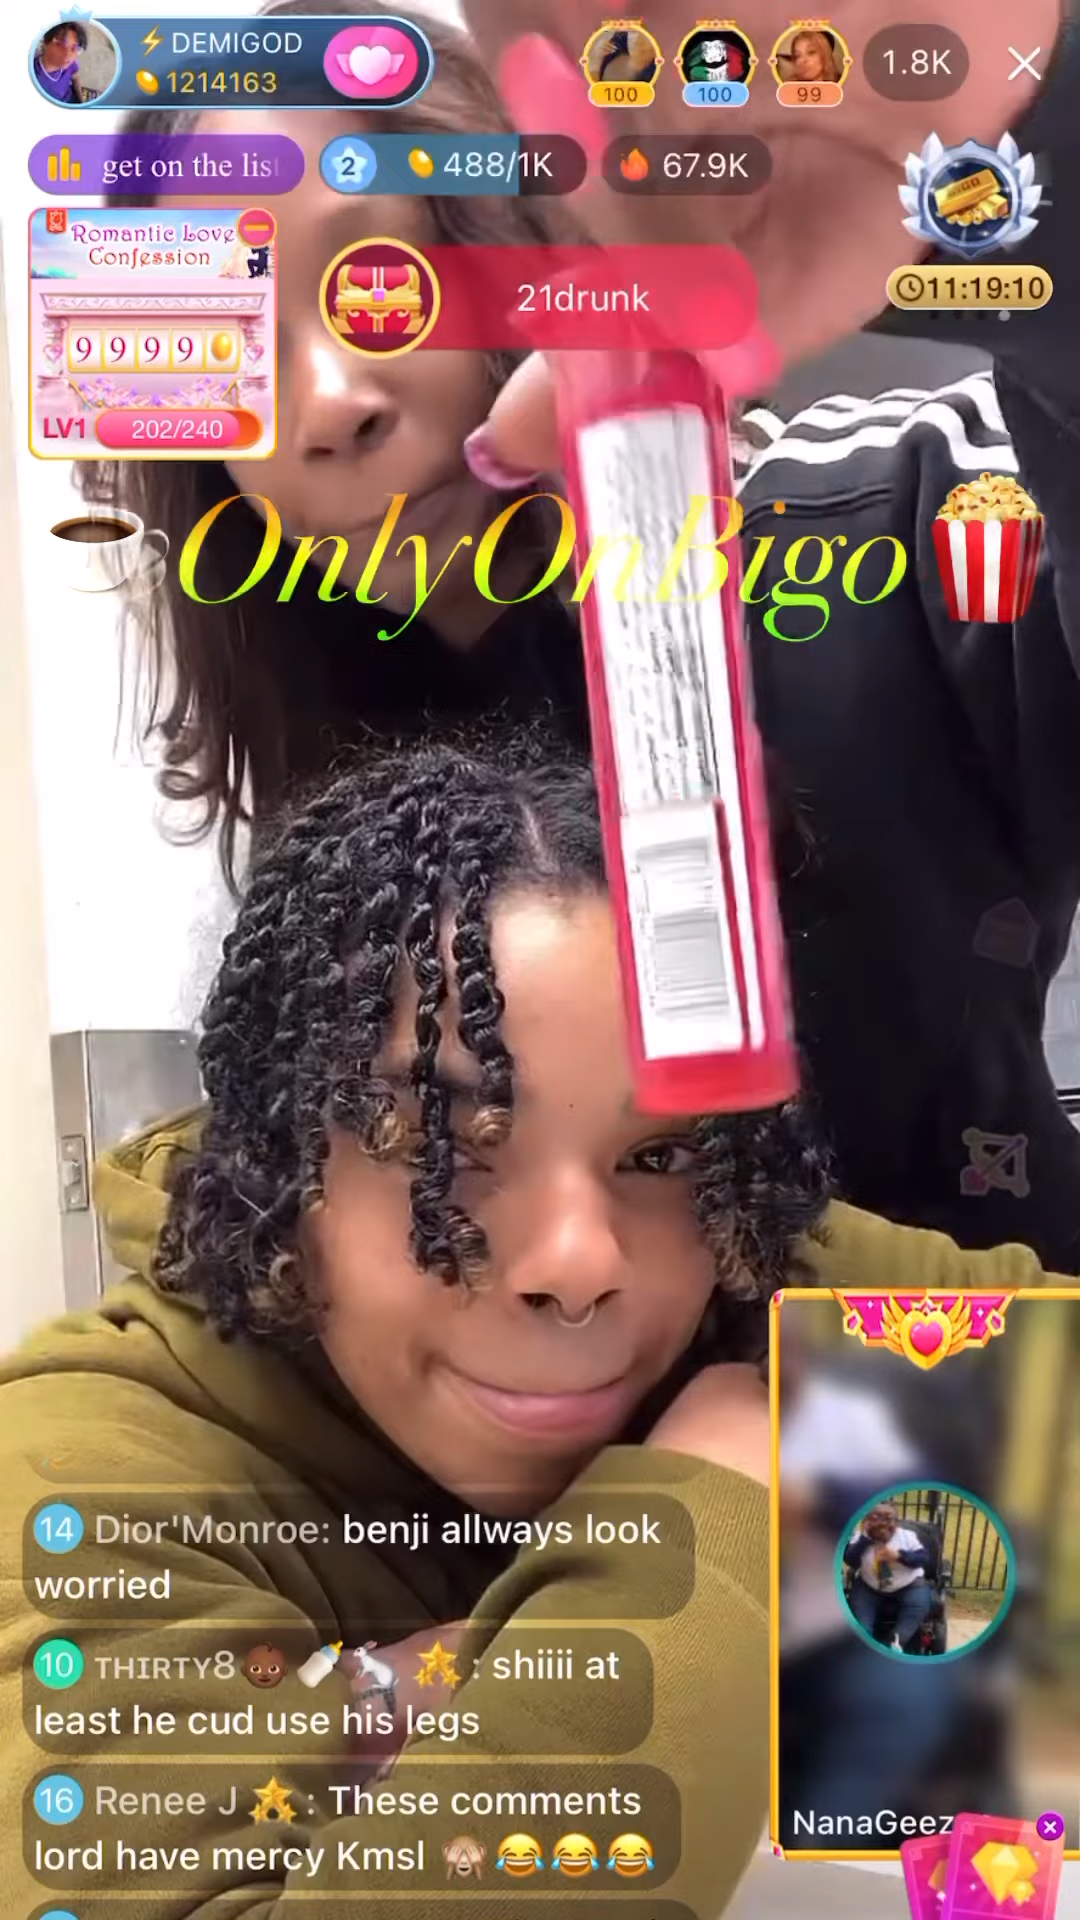 DEMIGOD
1214163
100
100
99
1.8K
get on the lis
2
488/1K
67.9K
BIGO
11:19:10
Romantic Love
Confession
9999
LV1
202/240
21drunk
OnlyOnBigo
14 Dior'Monroe: benji allways look
worried
10 THIRTY8 : shiiii at
least he cud use his legs
16 Renee J : These comments
lord have mercy Kmsl
NanaGeez